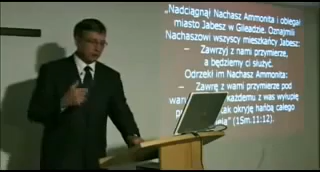 „Nadciągnął Nachasz Ammonita i obległ
miasto Jabesz w Gileadzie. Oznajmili
Nachaszowi wszyscy mieszkańcy Jabesz:
– Zawrzyj z nami przymierze,
a będziemy ci służyć.
Odrzekł im Nachasz Ammonita:
– Zawrę z wami przymierze pod
każdemu z was wyłupię
okryję hańbą całego
(1Sm.11:12).